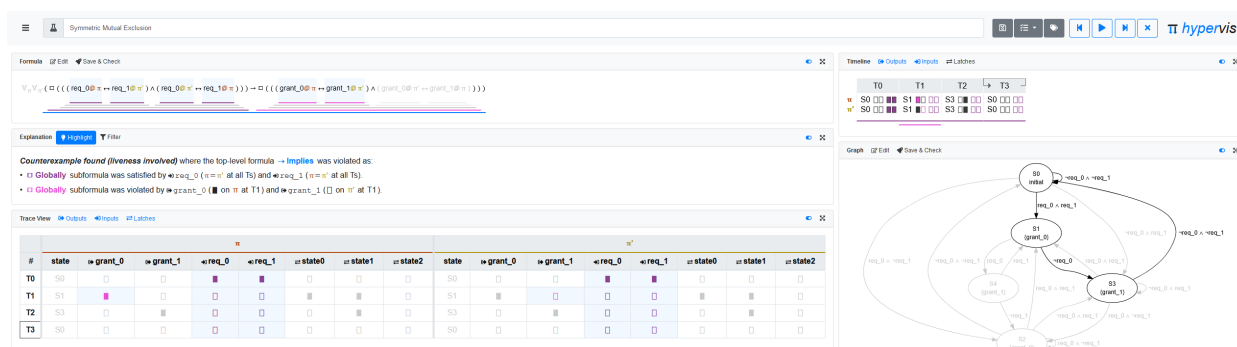 Symmetric Mutual Exclusion
π hypervis
Formula Edit Save & Check
∀π∀π'(□(((req_0@π↔req_1@π')∧(req_0@π'↔req_1@π)))→□(((grant_0@π↔grant_1@π')∧(grant_0@π'↔grant_1@π))))
Explanation Highlight Filter
Counterexample found (liveness involved) where the top-level formula → Implies was violated as:
• □ Globally subformula was satisfied by req_0 (π=π' at all Ts) and req_1 (π=π' at all Ts).
• □ Globally subformula was violated by grant_0 (■ on π at T1) and grant_1 (□ on π' at T1).
Trace View Outputs Inputs Latches
π π'
# state grant_0 grant_1 req_0 req_1 state0 state1 state2 state grant_0 grant_1 req_0 req_1 state0 state1 state2
T0 S0 □ □ ■ ■ □ □ □ S0 □ □ ■ ■ □ □ □
T1 S1 ■ □ □ □ ■ ■ □ S1 ■ □ □ □ ■ ■ □
T2 S3 □ ■ □ □ □ ■ □ S3 □ ■ □ □ □ ■ □
T3 S0 □ □ □ □ □ □ □ S0 □ □ □ □ □ □ □
Timeline Outputs Inputs Latches
T0 T1 T2 T3
π S0 □□ ■■ S1 ■□ □□ S3 □■ □□ S0 □□ □□
π' S0 □□ ■■ S1 ■□ □□ S3 □■ □□ S0 □□ □□
Graph Edit Save & Check
S0
initial
¬req_0 ∧ ¬req_1
req_0 ∧ req_1
S1
(grant_0)
¬req_0 ∧ req_1
¬req_0 ∧ ¬req_1
¬req_0
S4
(grant_1)
S3
(grant_1)
¬req_1
S2
(grant_0)